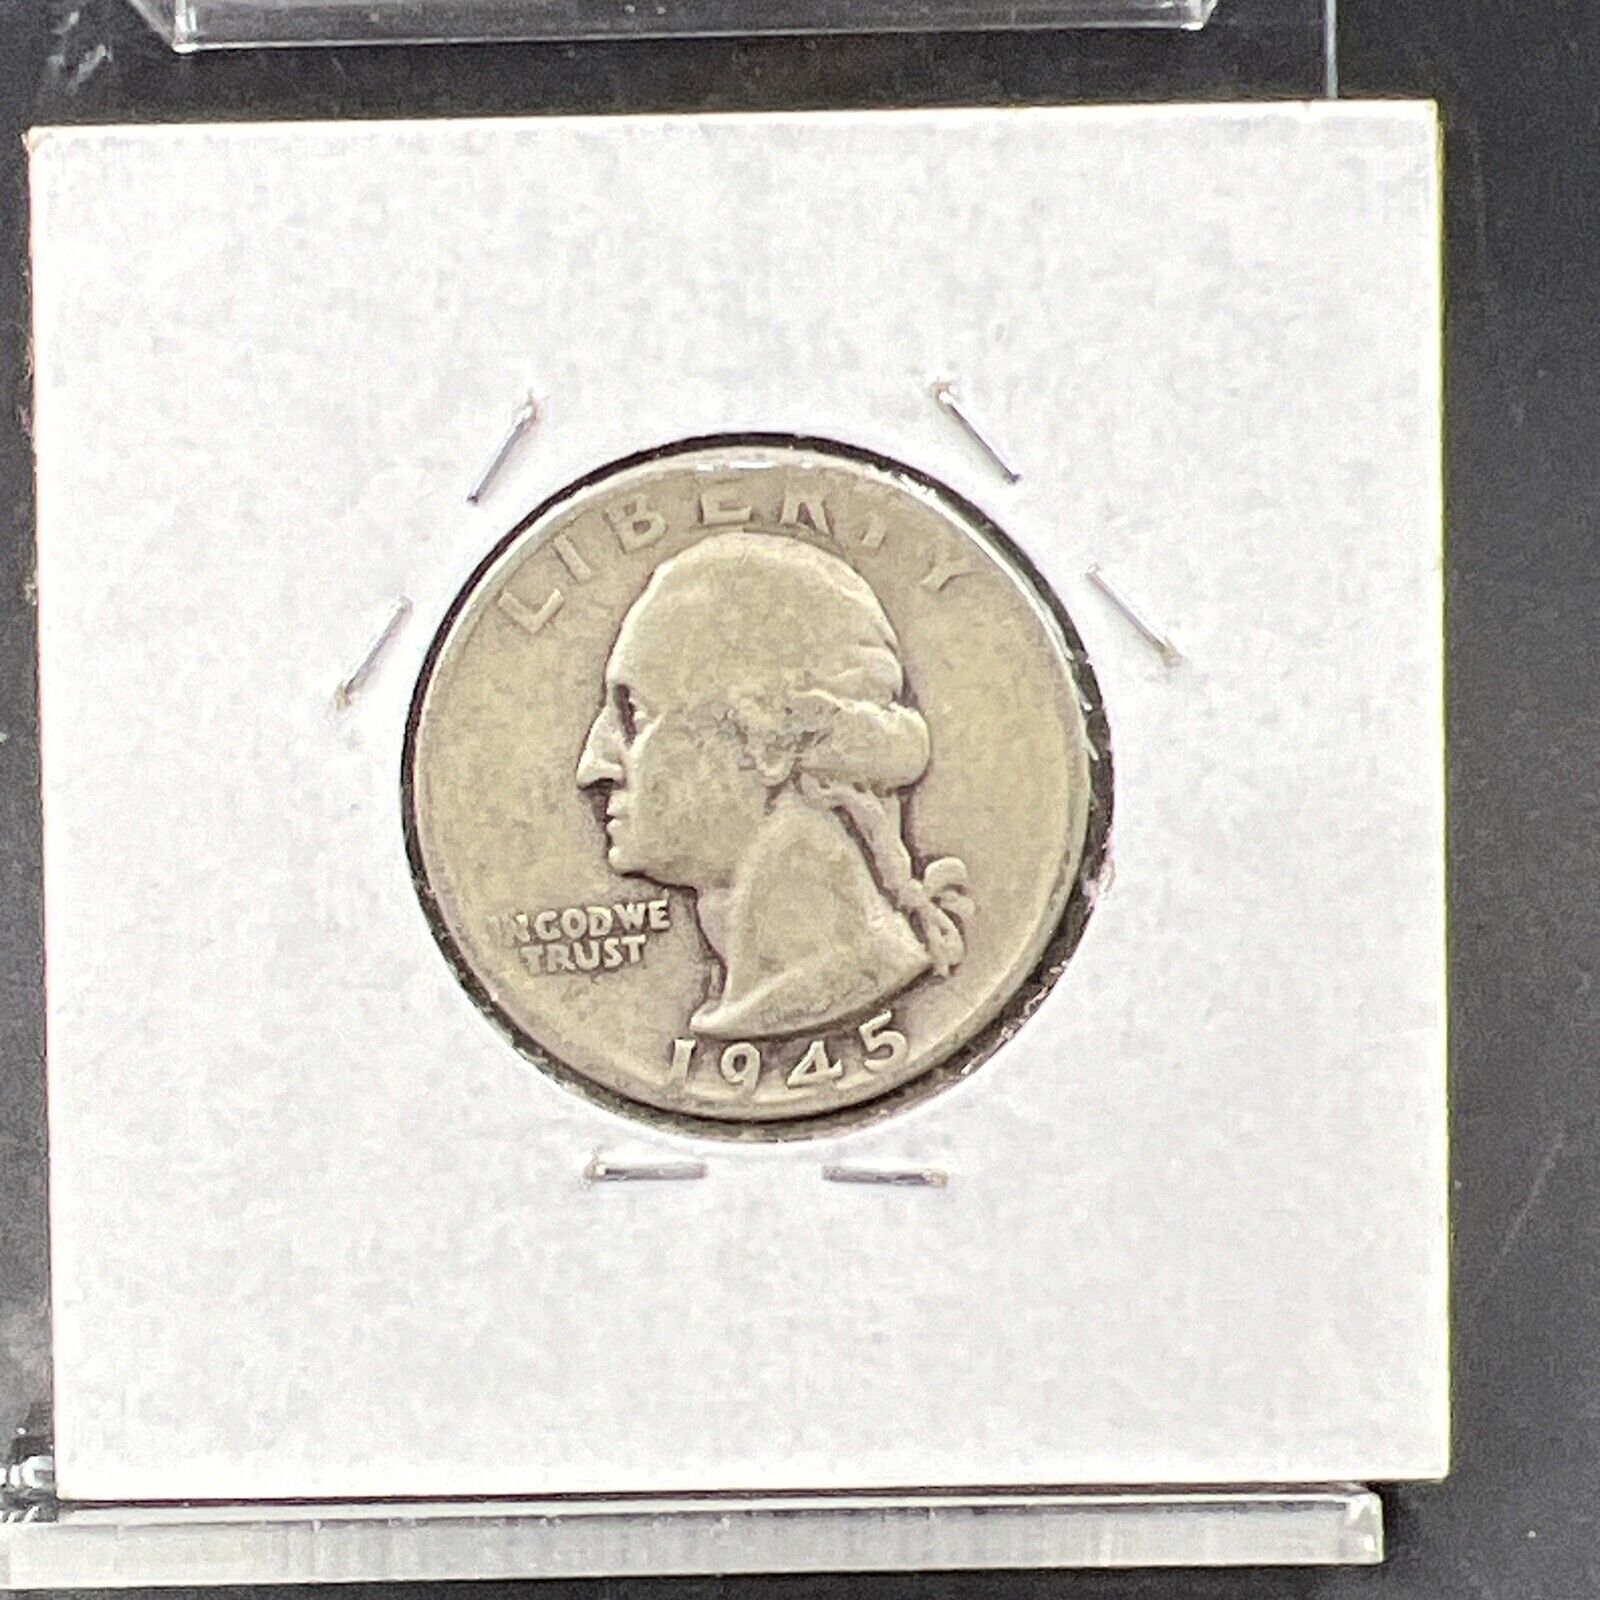 LIBERTY
IN GOD WE
TRUST
1945